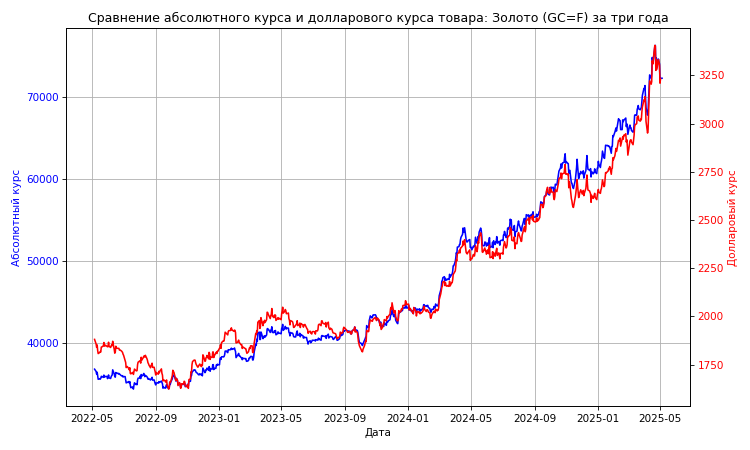 Сравнение абсолютного курса и долларового курса товара: Золото (GC=F) за три года
Абсолютный курс
70000
60000
50000
40000
3250
3000
2750
2500
2250
2000
1750
Долларовый курс
2022-05 2022-09 2023-01 2023-05 2023-09 2024-01 2024-05 2024-09 2025-01 2025-05
Дата